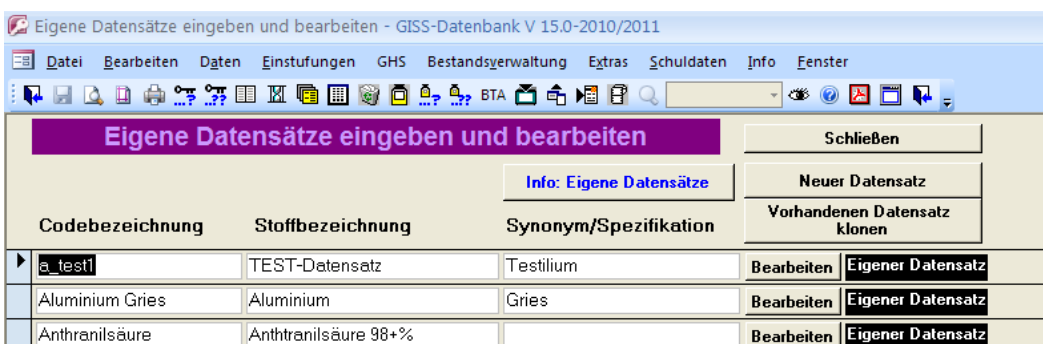 Eigene Datensätze eingeben und bearbeiten - GISS-Datenbank V 15.0-2010/2011
Datei Bearbeiten Daten Einstufungen GHS Bestandsverwaltung Extras Schuldaten Info Fenster
BTA
Eigene Datensätze eingeben und bearbeiten
Schließen
Info: Eigene Datensätze
Neuer Datensatz
Codebezeichnung Stoffbezeichnung Synonym/Spezifikation
Vorhandenen Datensatz
klonen
a_test1 TEST-Datensatz Testilium Bearbeiten Eigener Datensatz
Aluminium Gries Aluminium Gries Bearbeiten Eigener Datensatz
Anthranilsäure Anthtranilsäure 98+% Bearbeiten Eigener Datensatz